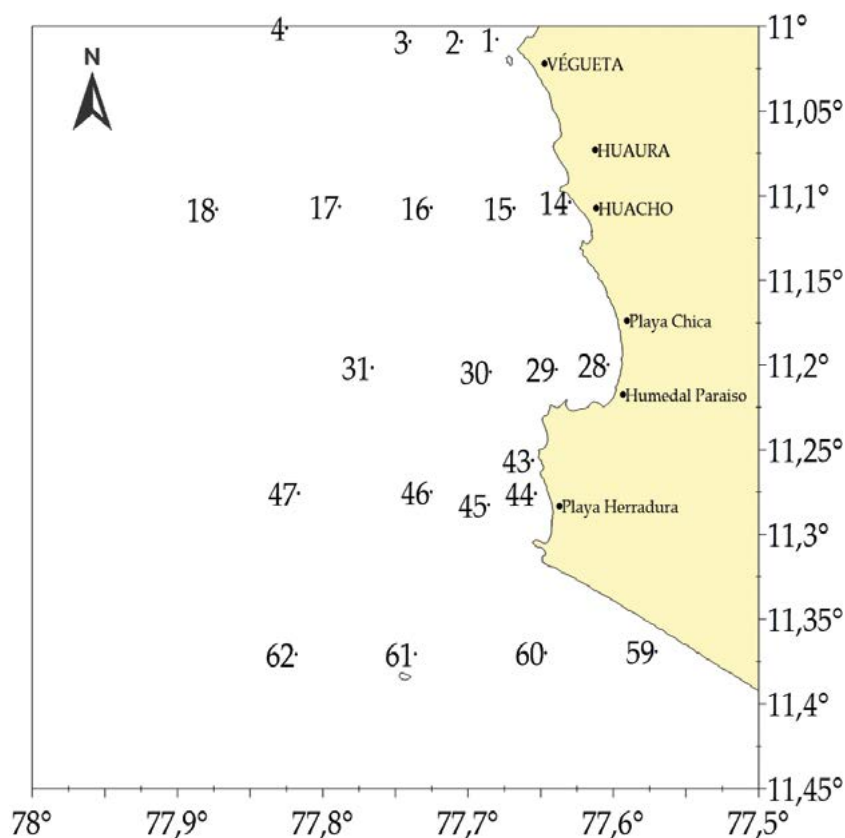 4 3 2 1 11°
N
VÉGUETA
11,05°
HUAURA
11,1°
18 17 16 15 14 HUACHO
11,15°
Playa Chica
31 30 29 28 11,2°
Humedal Paraiso
43 11,25°
47 46 45 44 Playa Herradura
11,3°
11,35°
62 61 60 59
11,4°
11,45°
78° 77,9° 77,8° 77,7° 77,6° 77,5°